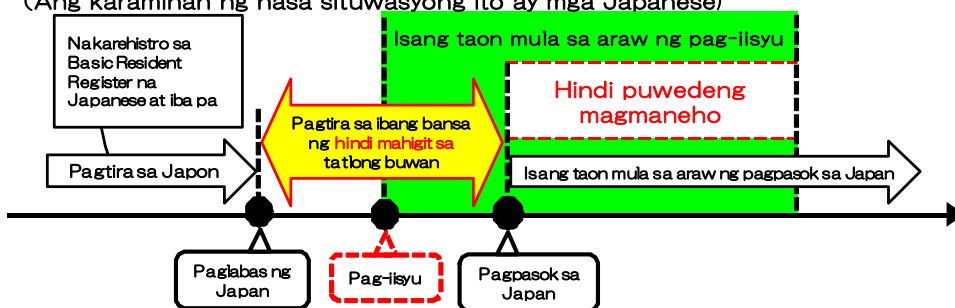 (Ang karaminan ng nasa situwasyong ito ay mga Japanese)
Nakarehistro sa
Basic Resident
Register na
Japanese at iba pa
Isang taon mula sa araw ng pag-iisyu
Hindi puwedeng
magmaneho
Pagtira sa ibang bansa
ng hindi mahigit sa
tatlong buwan
Pagtira sa Japon
Isang taon mula sa araw ng pagpasok sa Japan
Paglabas ng
Japan
Pag-iisyu
Pagpasok sa
Japan